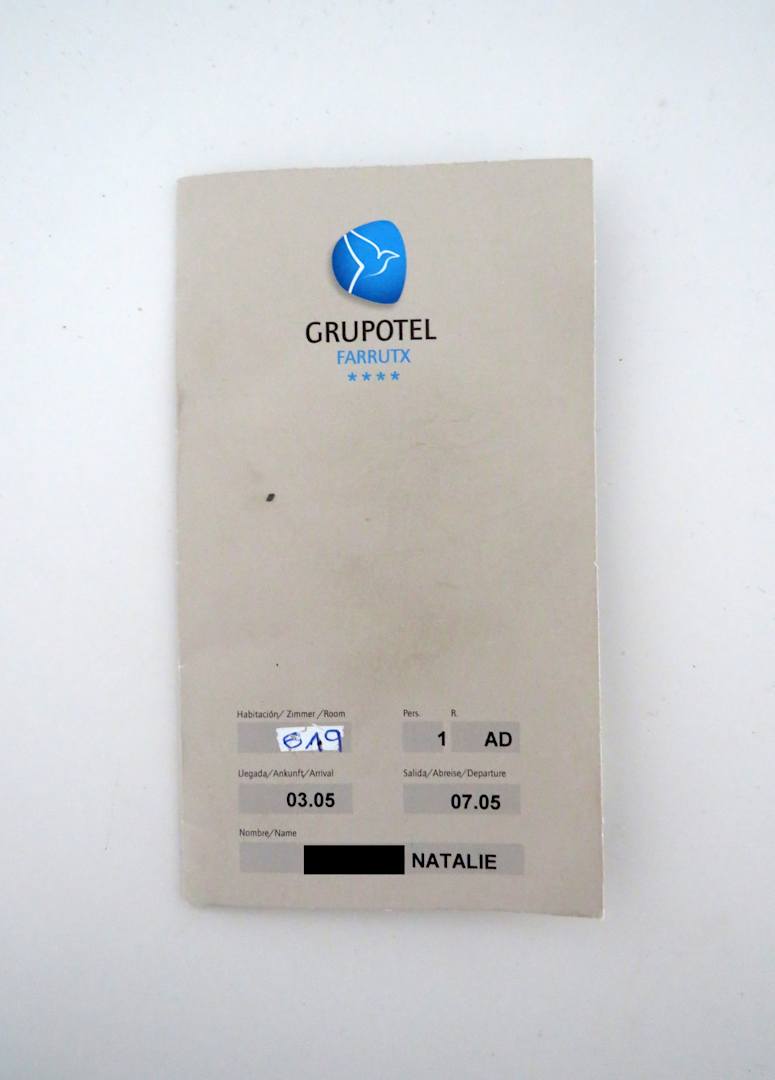 GRUPOTEL
FARRUTX
****
Habitación/ Zimmer /Room Pers. R.
619 1 AD
Llegada/Ankunft/Arrival Salida/Abreise/Departure
03.05 07.05
Nombre/Name
NATALIE